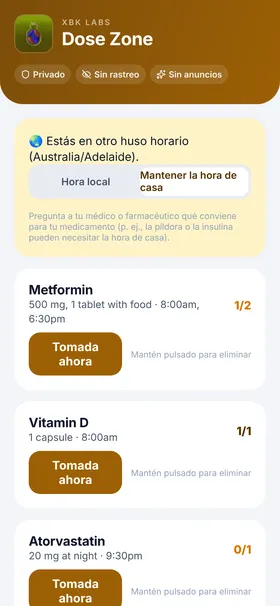 XBK LABS
Dose Zone
Privado
Sin rastreo
Sin anuncios
🌏 Estás en otro huso horario
(Australia/Adelaide).
Hora local
Mantener la hora de
casa
Pregunta a tu médico o farmacéutico qué conviene
para tu medicamento (p. ej., la píldora o la insulina
pueden necesitar la hora de casa).
Metformin
500 mg, 1 tablet with food · 8:00am,
6:30pm
1/2
Tomada
ahora
Mantén pulsado para eliminar
Vitamin D
1 capsule · 8:00am
1/1
Tomada
ahora
Mantén pulsado para eliminar
Atorvastatin
20 mg at night · 9:30pm
0/1
Tomada
ahora
Mantén pulsado para eliminar